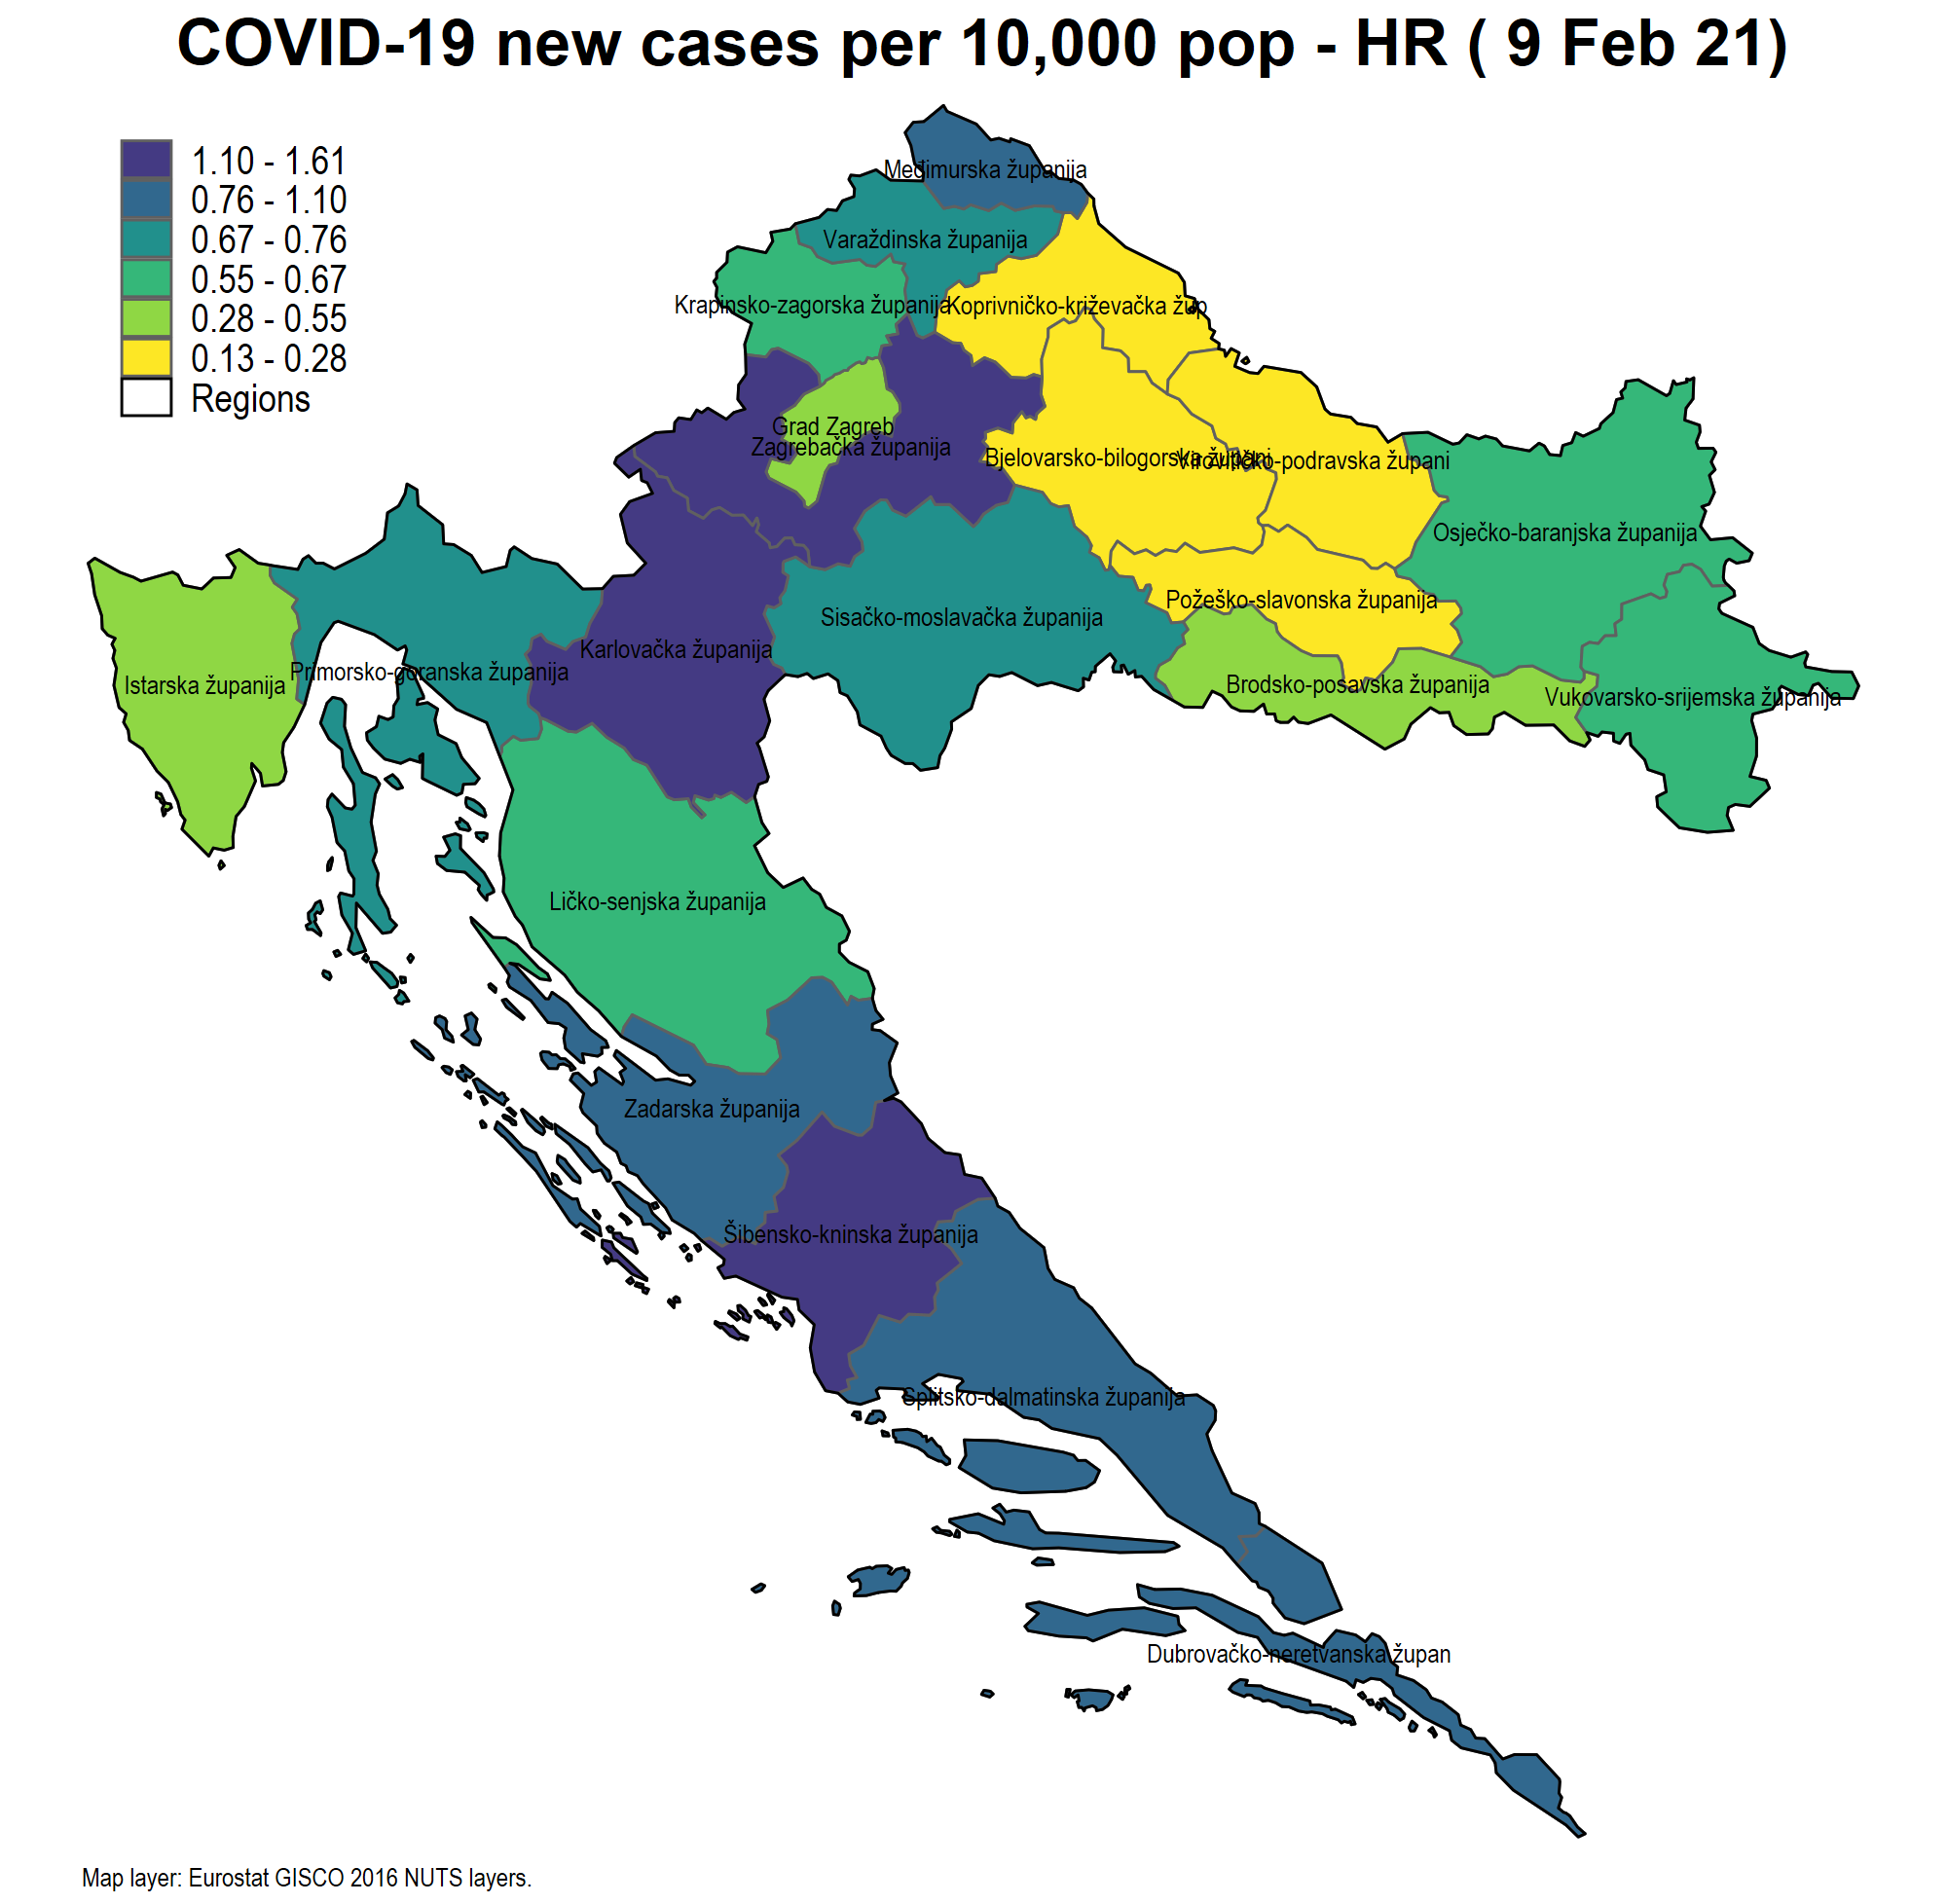 COVID-19 new cases per 10,000 pop - HR ( 9 Feb 21)
1.10 - 1.61
0.76 - 1.10
0.67 - 0.76
0.55 - 0.67
0.28 - 0.55
0.13 - 0.28
Regions
Međimurska županija
Varaždinska županija
Krapinsko-zagorska županija
Koprivničko-križevačka žup
Grad Zagreb
Zagrebačka županija
Bjelovarsko-bilogorska župani
Virovitičko-podravska župani
Osječko-baranjska županija
Požeško-slavonska županija
Sisačko-moslavačka županija
Karlovačka županija
Primorsko-goranska županija
Istarska županija
Brodsko-posavska županija
Vukovarsko-srijemska županija
Ličko-senjska županija
Zadarska županija
Šibensko-kninska županija
Splitsko-dalmatinska županija
Dubrovačko-neretvanska župan
Map layer: Eurostat GISCO 2016 NUTS layers.